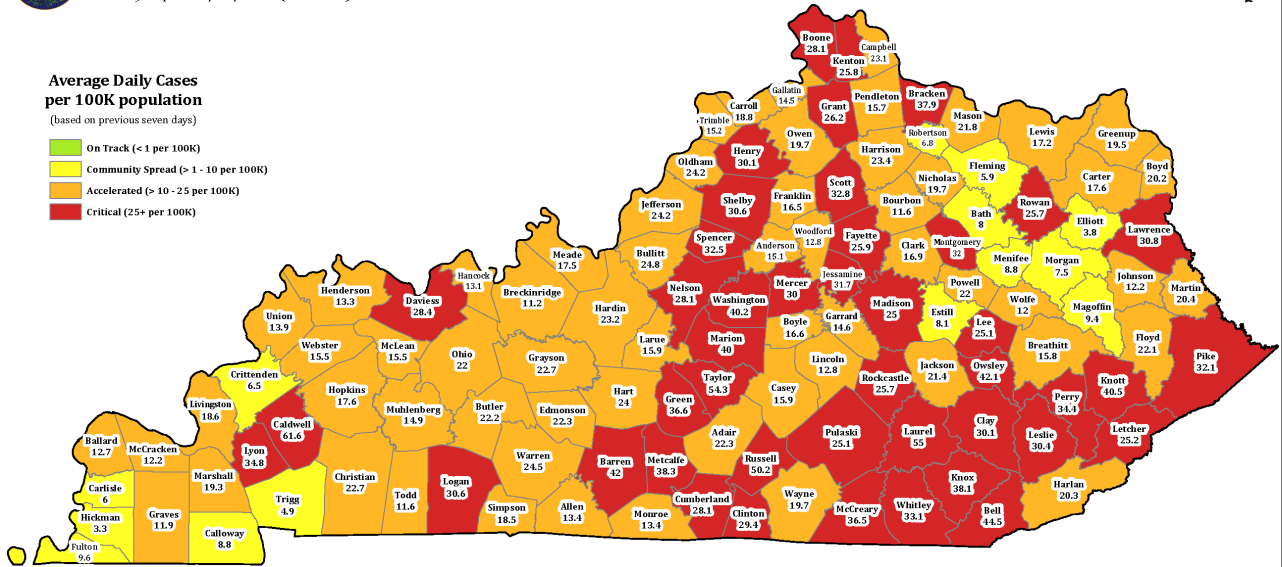 Average Daily Cases
per 100K population
(based on previous seven days)
On Track (< 1 per 100K)
Community Spread (> 1 - 10 per 100K)
Accelerated (> 10 - 25 per 100K)
Critical (25+ per 100K)
Boone
28.1
Kenton
25.8
Campbell
23.1
Gallatin
14.5
Carroll
18.8
Trimble
15.2
Grant
26.2
Pendleton
15.7
Bracken
37.9
Mason
21.8
Robertson
6.8
Lewis
17.2
Greenup
19.5
Owen
19.7
Henry
30.1
Oldham
24.2
Harrison
23.4
Fleming
5.9
Boyd
20.2
Carter
17.6
Nicholas
19.7
Scott
32.8
Franklin
16.5
Shelby
30.6
Jefferson
24.2
Bourbon
11.6
Rowan
25.7
Bath
8
Elliott
3.8
Lawrence
30.8
Spencer
32.5
Woodford
12.8
Anderson
15.1
Fayette
25.9
Clark
16.9
Montgomery
32
Menifee
8.8
Morgan
7.5
Bullitt
24.8
Meade
17.5
Hancock
13.1
Breckinridge
11.2
Henderson
13.3
Daviess
28.4
Nelson
28.1
Washington
40.2
Mercer
30
Jessamine
31.7
Madison
25
Powell
22
Wolfe
12
Johnson
12.2
Martin
20.4
Magoffin
9.4
Estill
8.1
Lee
25.1
Garrard
14.6
Boyle
16.6
Hardin
23.2
Union
13.9
Webster
15.5
McLean
15.5
Ohio
22
Grayson
22.7
Larue
15.9
Marion
40
Lincoln
12.8
Breathitt
15.8
Floyd
22.1
Pike
32.1
Jackson
21.4
Owsley
42.1
Rockcastle
25.7
Knott
40.5
Perry
34.4
Crittenden
6.5
Hopkins
17.6
Muhlenberg
14.9
Butler
22.2
Edmonson
22.3
Hart
24
Taylor
54.3
Green
36.6
Casey
15.9
Livingston
18.6
Caldwell
61.6
Lyon
34.8
Adair
22.3
Pulaski
25.1
Laurel
55
Clay
30.1
Leslie
30.4
Letcher
25.2
Ballard
12.7
McCracken
12.2
Marshall
19.3
Christian
22.7
Todd
11.6
Logan
30.6
Warren
24.5
Barren
42
Metcalfe
38.3
Russell
50.2
Knox
38.1
Harlan
20.3
Carlisle
6
Hickman
3.3
Graves
11.9
Trigg
4.9
Calloway
8.8
Fulton
9.6
Simpson
18.5
Allen
13.4
Monroe
13.4
Cumberland
28.1
Clinton
29.4
Wayne
19.7
McCreary
36.5
Whitley
33.1
Bell
44.5